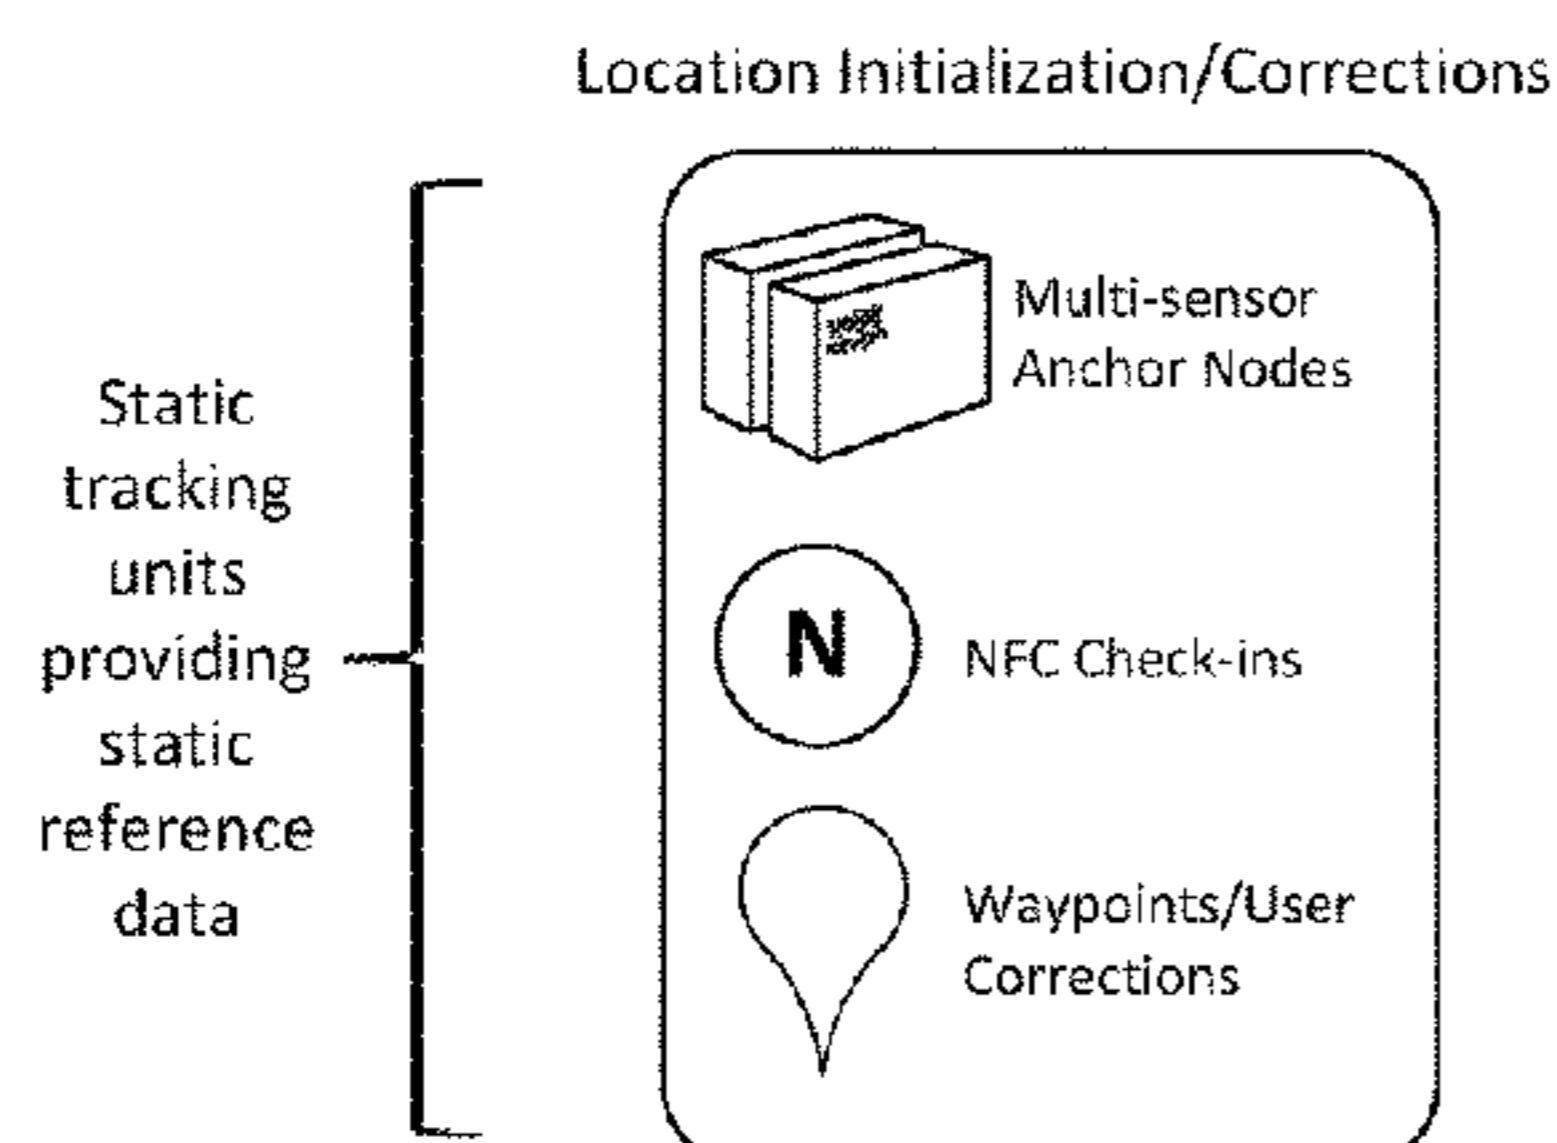 Location Initialization/Corrections
Static
tracking
units
providing
static
reference
data
Multi-sensor
Anchor Nodes
N
NFC Check-ins
Waypoints/User
Corrections